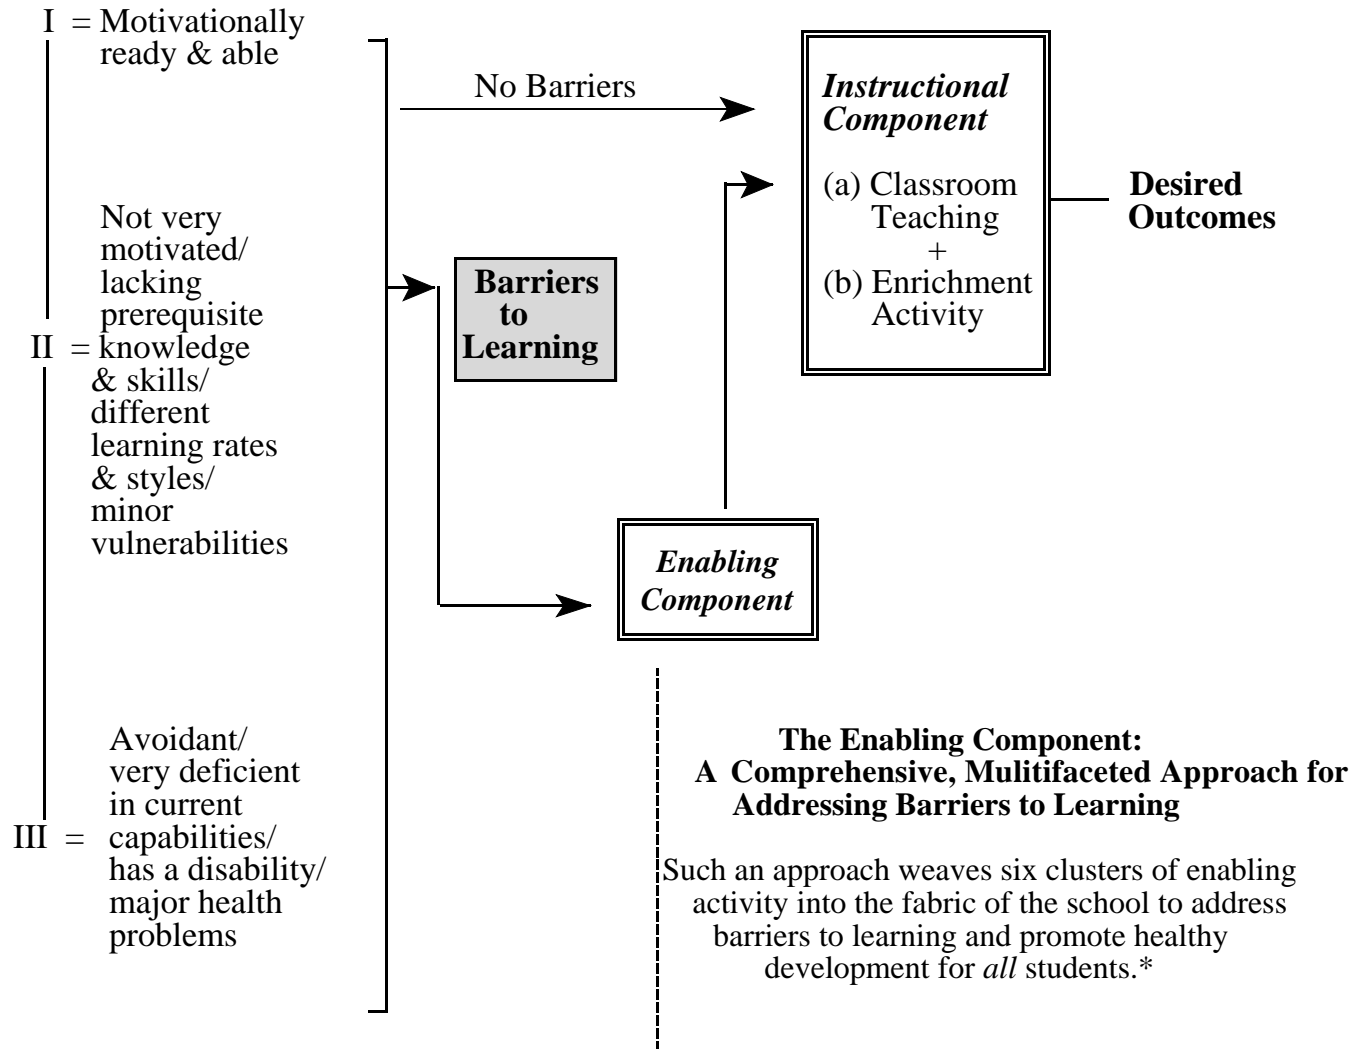 I = Motivationally
ready & able
Not very
motivated/
lacking
prerequisite
II = knowledge
& skills/
different
learning rates
& styles/
minor
vulnerabilities
Avoidant/
very deficient
in current
III = capabilities/
has a disability/
major health
problems
No Barriers
Barriers
to
Learning
Instructional
Component
(a) Classroom
Teaching
+
(b) Enrichment
Activity
Desired
Outcomes
Enabling
Component
The Enabling Component:
A Comprehensive, Mulitifaceted Approach for
Addressing Barriers to Learning
Such an approach weaves six clusters of enabling
activity into the fabric of the school to address
barriers to learning and promote healthy
development for all students.*